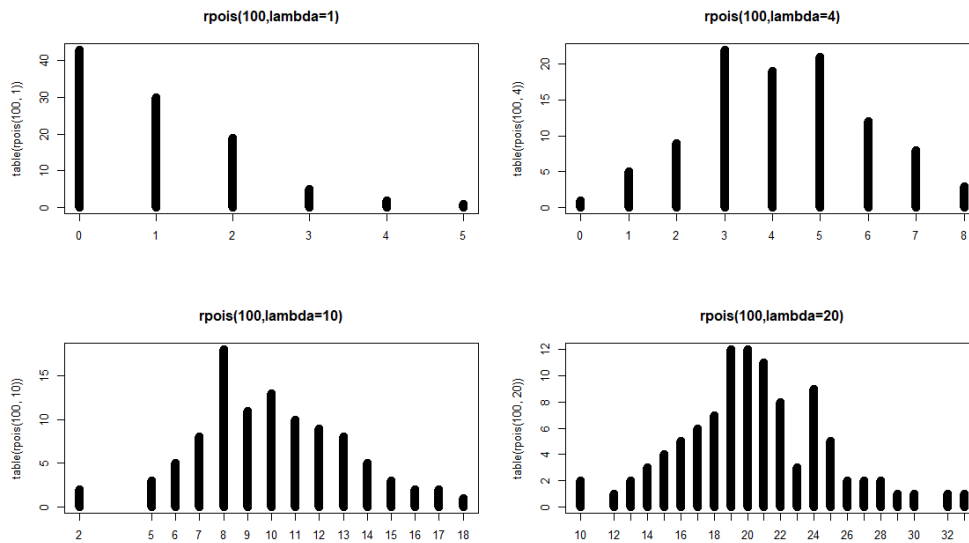 rpois(100,lambda=1)
table(rpois(100, 1))
0 10 20 30 40
0 1 2 3 4 5
rpois(100,lambda=4)
table(rpois(100, 4))
0 5 10 15 20
0 1 2 3 4 5 6 7 8
rpois(100,lambda=10)
table(rpois(100, 10))
0 5 10 15
2 5 6 7 8 9 10 11 12 13 14 15 16 17 18
rpois(100,lambda=20)
table(rpois(100, 20))
0 2 4 6 8 10 12
10 12 14 16 18 20 22 24 26 28 30 32